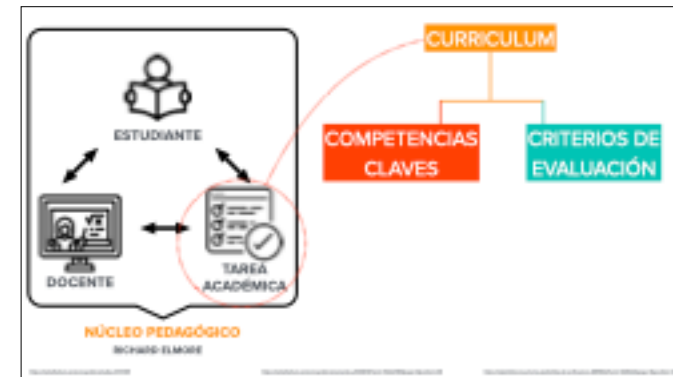 CURRICULUM
ESTUDIANTE
COMPETENCIAS
CLAVES
CRITERIOS DE
EVALUACIÓN
DOCENTE
TAREA
ACADÉMICA
NÚCLEO PEDAGÓGICO
RICHARD ELMORE